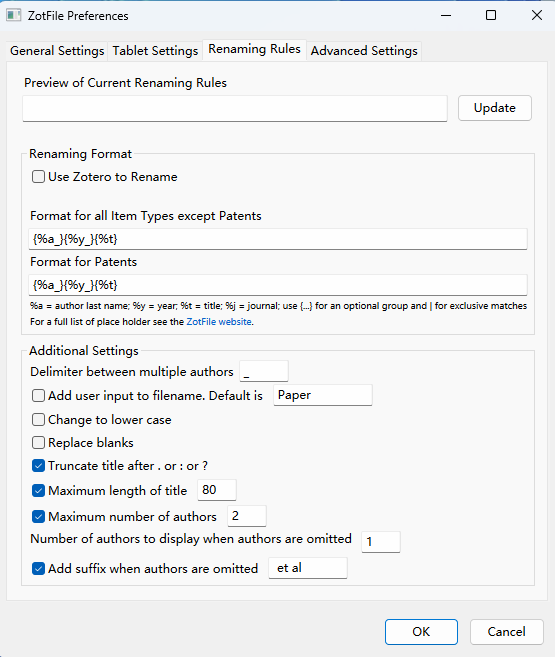 ZotFile Preferences
General Settings Tablet Settings Renaming Rules Advanced Settings
Preview of Current Renaming Rules
Update
Renaming Format
Use Zotero to Rename
Format for all Item Types except Patents
{%a_}{%y_}{%t}
Format for Patents
{%a_}{%y_}{%t}
%a = author last name; %y = year; %t = title; %j = journal; use {...} for an optional group and | for exclusive matches
For a full list of place holder see the ZotFile website.
Additional Settings
Delimiter between multiple authors _
Add user input to filename. Default is Paper
Change to lower case
Replace blanks
Truncate title after . or : or ?
Maximum length of title 80
Maximum number of authors 2
Number of authors to display when authors are omitted 1
Add suffix when authors are omitted et al
OK Cancel